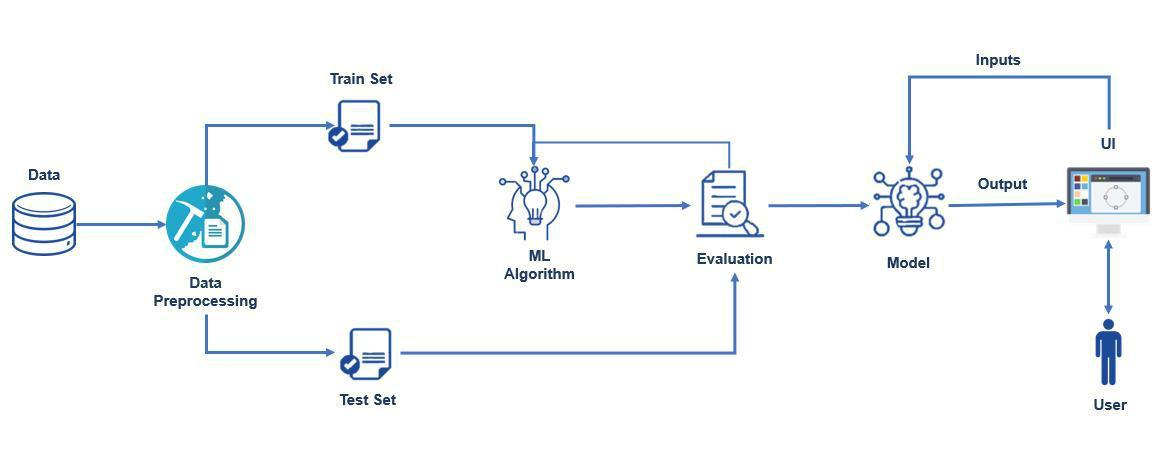 Data
Data
Preprocessing
Train Set
Test Set
ML
Algorithm
Evaluation
Model
Inputs
Output
UI
User